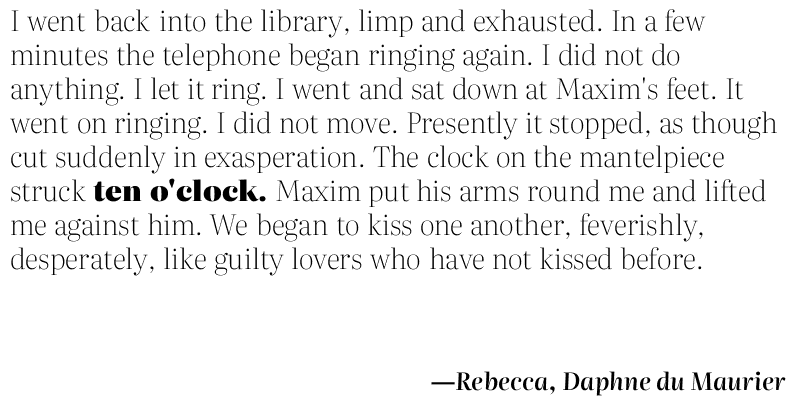 I went back into the library, limp and exhausted. In a few
minutes the telephone began ringing again. I did not do
anything. I let it ring. I went and sat down at Maxim's feet. It
went on ringing. I did not move. Presently it stopped, as though
cut suddenly in exasperation. The clock on the mantelpiece
struck ten o'clock. Maxim put his arms round me and lifted
me against him. We began to kiss one another, feverishly,
desperately, like guilty lovers who have not kissed before.
—Rebecca, Daphne du Maurier